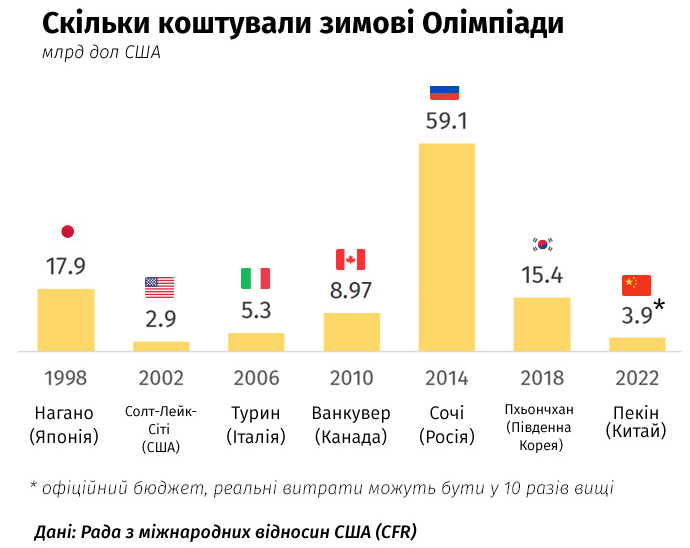 Скільки коштували зимові Олімпіади
млрд дол США
17.9
2.9
5.3
8.97
59.1
15.4
3.9*
1998
2002
2006
2010
2014
2018
2022
Нагано
(Японія)
Солт-Лейк-
Сіті
(США)
Турин
(Італія)
Ванкувер
(Канада)
Сочі
(Росія)
Пхьончхан
(Південна
Корея)
Пекін
(Китай)
* офіційний бюджет, реальні витрати можуть бути у 10 разів вищі
Дані: Рада з міжнародних відносин США (CFR)